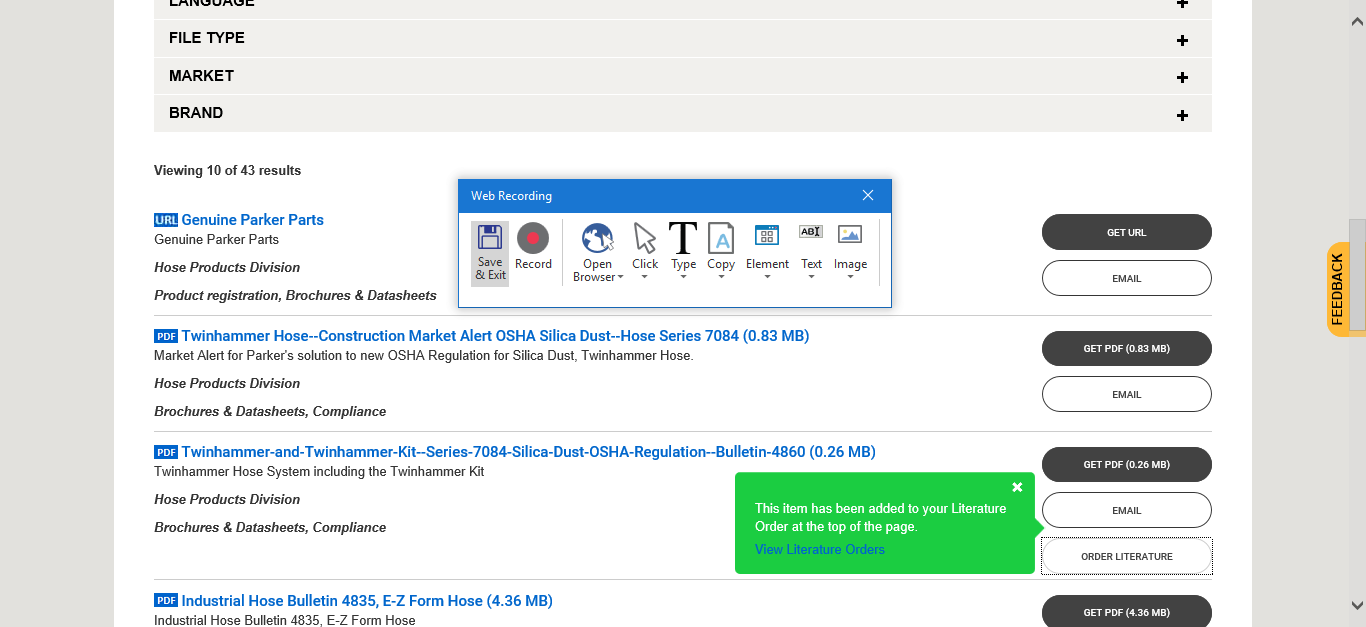 LANGUAGE
FILE TYPE
MARKET
BRAND
Viewing 10 of 43 results
URL Genuine Parker Parts
Genuine Parker Parts
Hose Products Division
Product registration, Brochures & Datasheets
GET URL
EMAIL
Web Recording
Save & Exit
Record
Open Browser
Click
Type
Copy
Element
Text
Image
FEEDBACK
PDF Twinhammer Hose--Construction Market Alert OSHA Silica Dust--Hose Series 7084 (0.83 MB)
Market Alert for Parker's solution to new OSHA Regulation for Silica Dust, Twinhammer Hose.
Hose Products Division
Brochures & Datasheets, Compliance
GET PDF (0.83 MB)
EMAIL
PDF Twinhammer-and-Twinhammer-Kit--Series-7084-Silica-Dust-OSHA-Regulation--Bulletin-4860 (0.26 MB)
Twinhammer Hose System including the Twinhammer Kit
Hose Products Division
Brochures & Datasheets, Compliance
This item has been added to your Literature
Order at the top of the page.
View Literature Orders
GET PDF (0.26 MB)
EMAIL
ORDER LITERATURE
PDF Industrial Hose Bulletin 4835, E-Z Form Hose (4.36 MB)
Industrial Hose Bulletin 4835, E-Z Form Hose
GET PDF (4.36 MB)